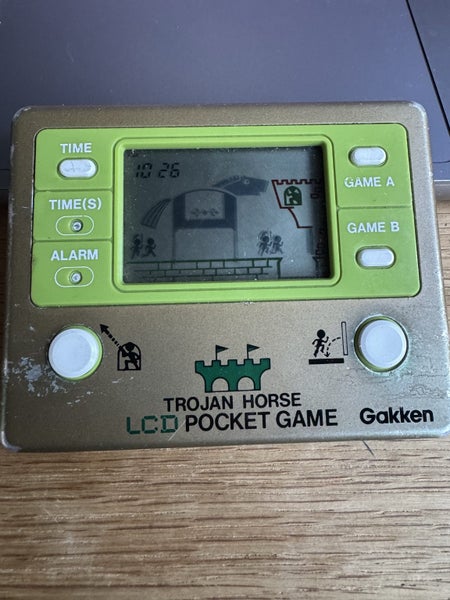 TIME
10 26
GAME A
TIME(S)
GAME B
ALARM
TROJAN HORSE
LCD POCKET GAME
Gakken